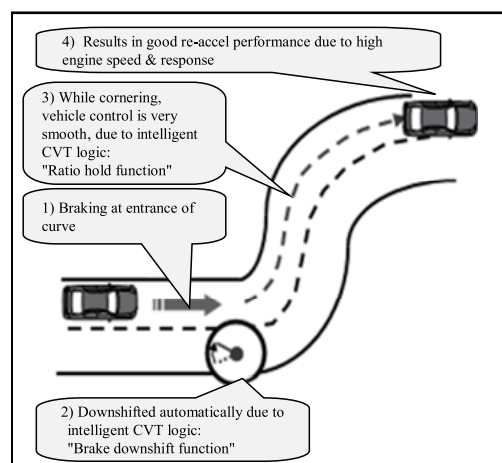 4) Results in good re-accel performance due to high
engine speed & response
3) While cornering,
vehicle control is very
smooth, due to intelligent
CVT logic:
"Ratio hold function"
1) Braking at entrance of
curve
2) Downshifted automatically due to
intelligent CVT logic:
"Brake downshift function"